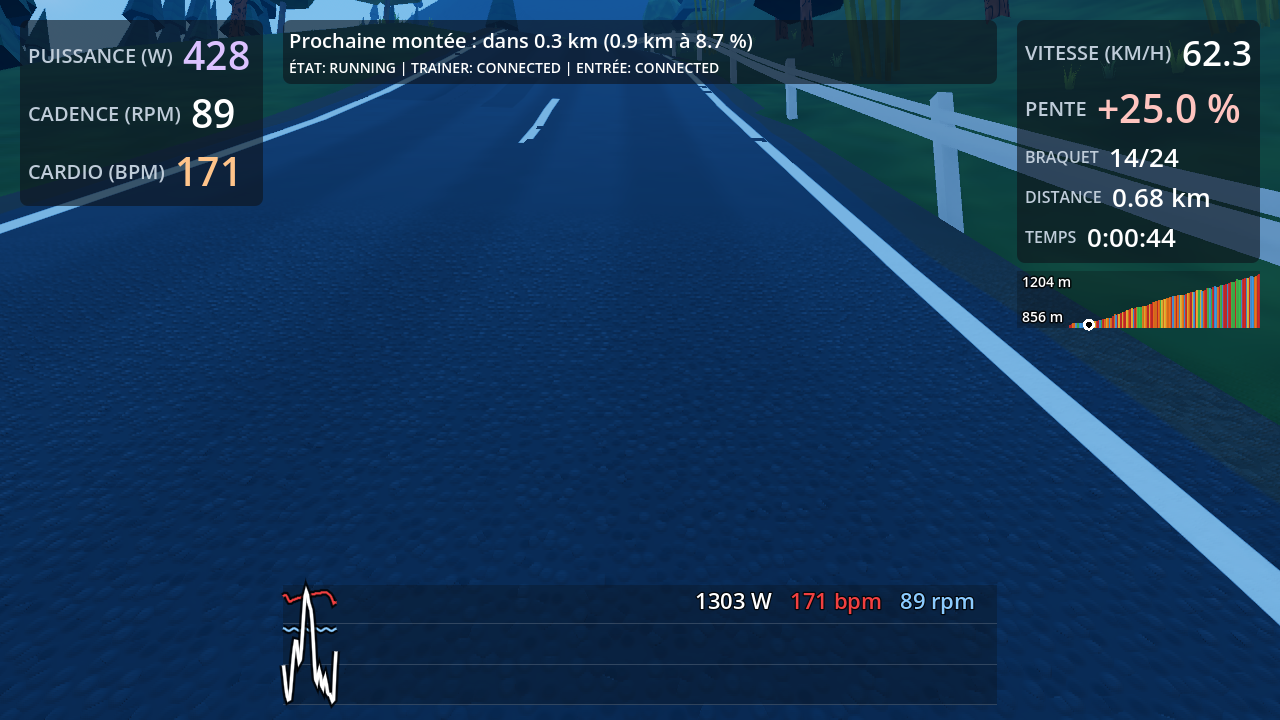 PUISSANCE (W) 428
CADENCE (RPM) 89
CARDIO (BPM) 171
Prochaine montée : dans 0.3 km (0.9 km à 8.7 %)
ÉTAT: RUNNING | TRAINER: CONNECTED | ENTRÉE: CONNECTED
VITESSE (KM/H) 62.3
PENTE +25.0 %
BRAQUET 14/24
DISTANCE 0.68 km
TEMPS 0:00:44
1204 m
856 m
1303 W 171 bpm 89 rpm